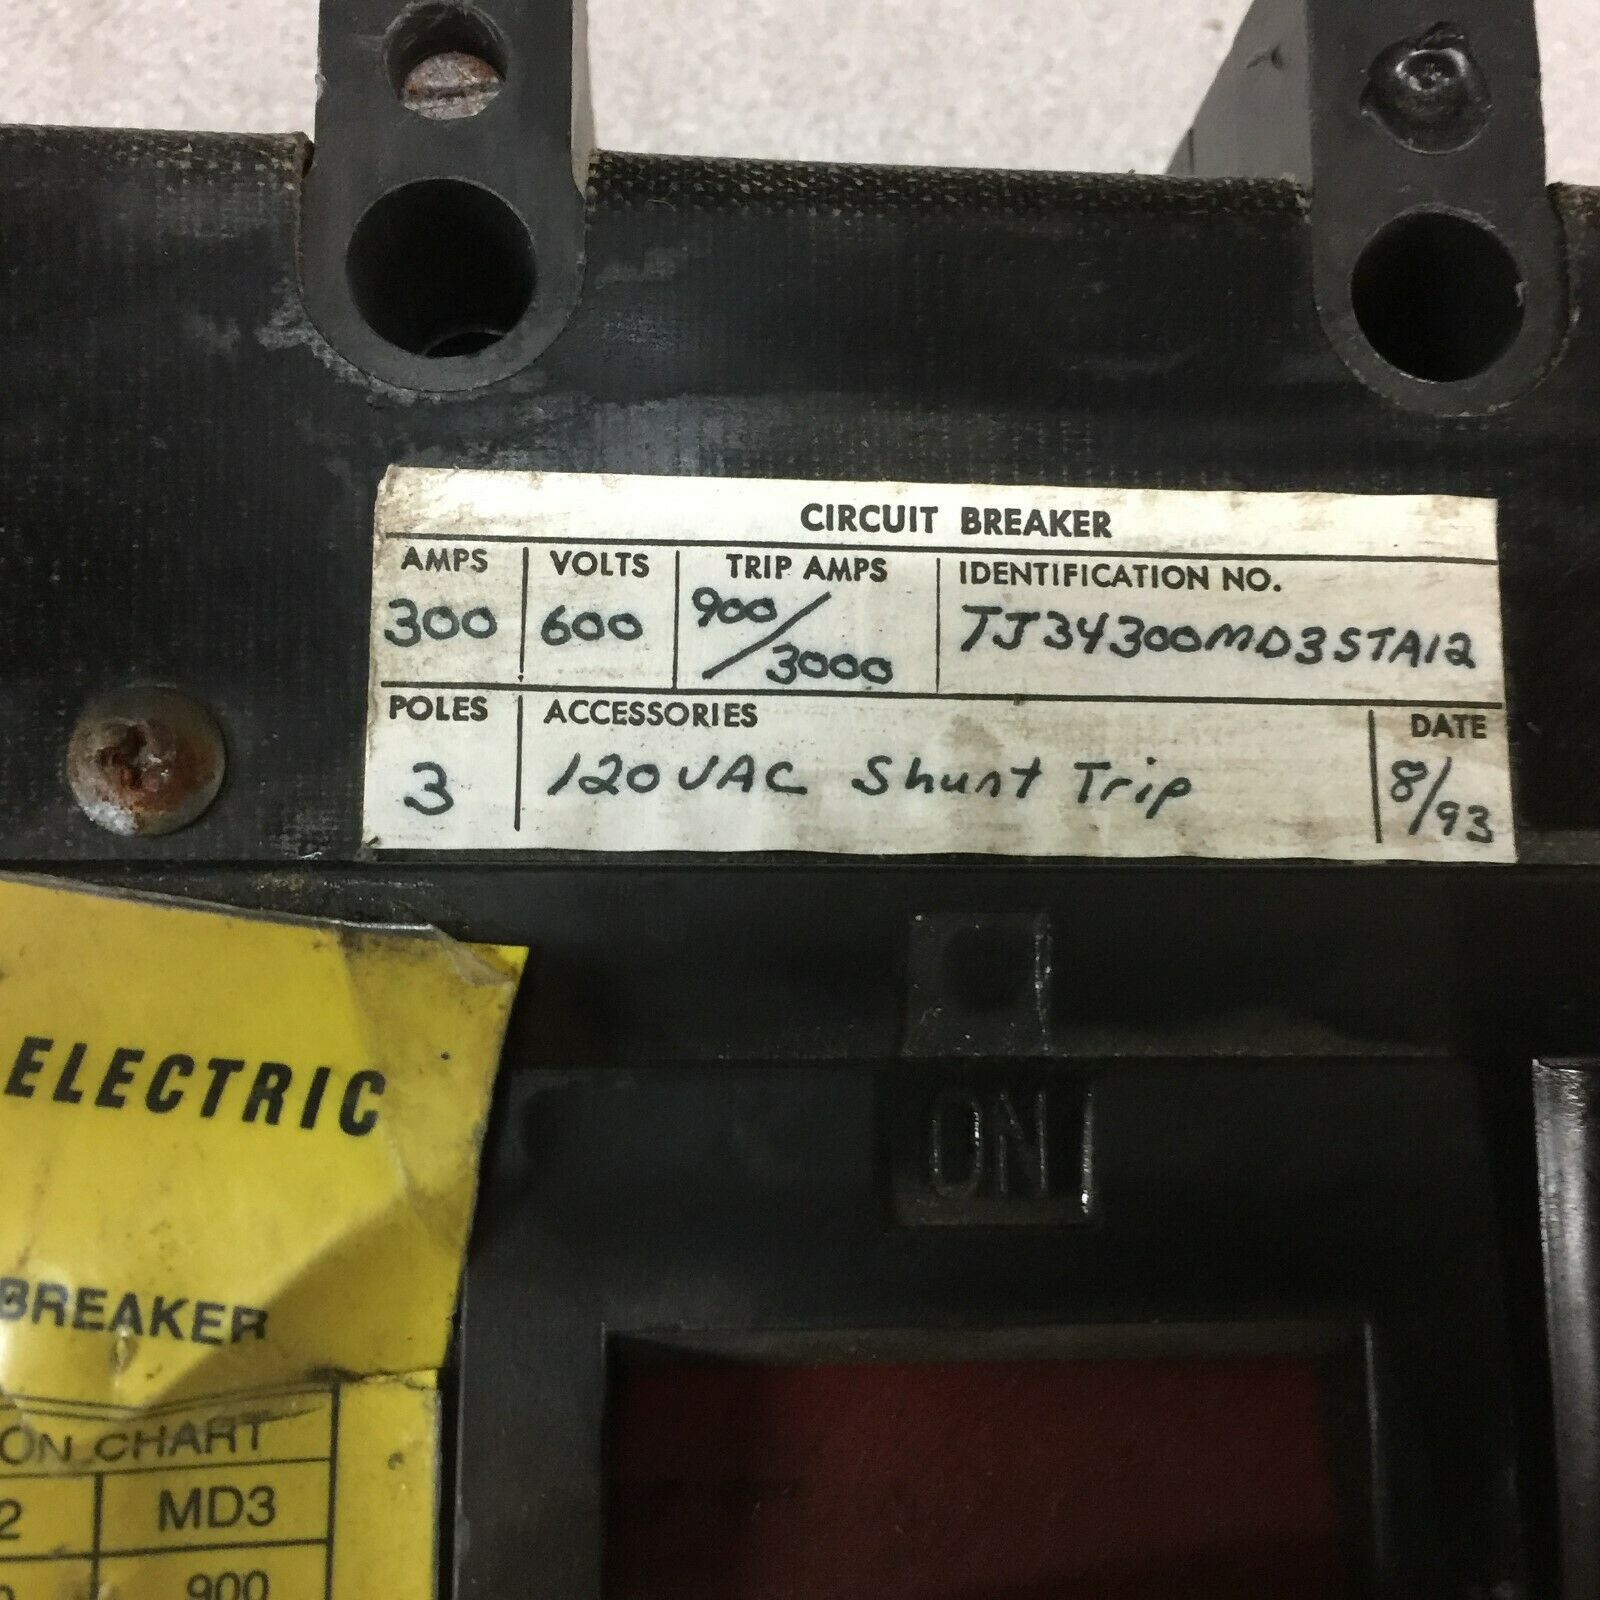 CIRCUIT BREAKER
AMPS VOLTS TRIP AMPS IDENTIFICATION NO.
300 600 900/3000 TJ34300MD3STA12
POLES ACCESSORIES DATE
3 120VAC Shunt Trip 8/93
ON
ELECTRIC
BREAKER
ON CHART
2 MD3
900